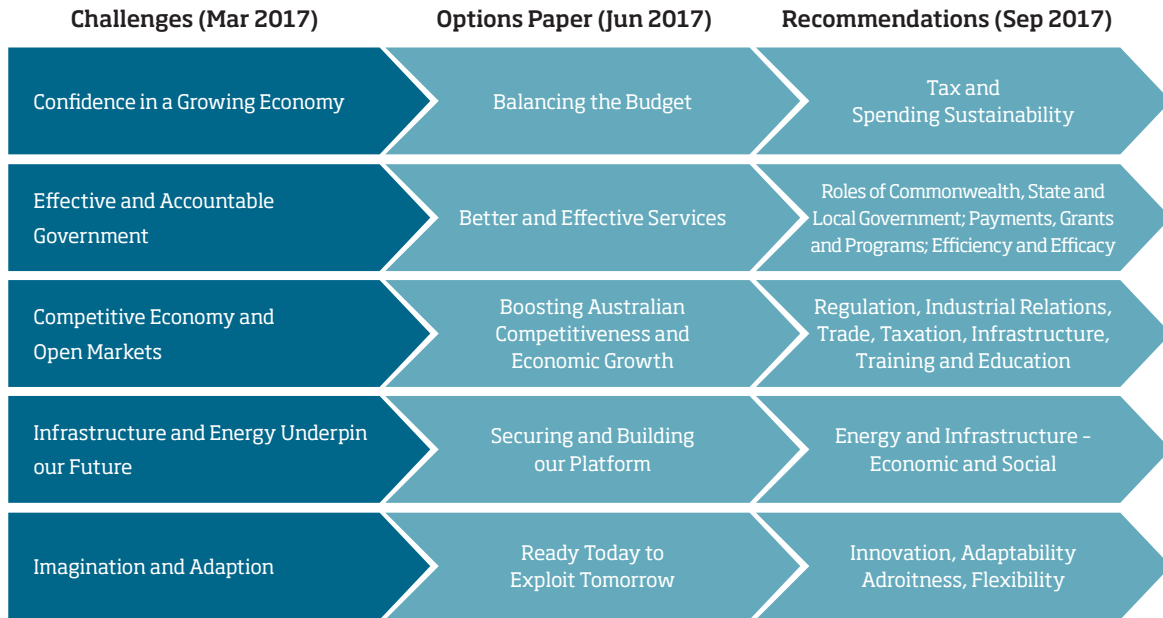 Challenges (Mar 2017)
Options Paper (Jun 2017)
Recommendations (Sep 2017)
Confidence in a Growing Economy
Balancing the Budget
Tax and
Spending Sustainability
Effective and Accountable
Government
Better and Effective Services
Roles of Commonwealth, State and
Local Government; Payments, Grants
and Programs; Efficiency and Efficacy
Competitive Economy and
Open Markets
Boosting Australian
Competitiveness and
Economic Growth
Regulation, Industrial Relations,
Trade, Taxation, Infrastructure,
Training and Education
Infrastructure and Energy Underpin
our Future
Securing and Building
our Platform
Energy and Infrastructure –
Economic and Social
Imagination and Adaption
Ready Today to
Exploit Tomorrow
Innovation, Adaptability
Adroitness, Flexibility